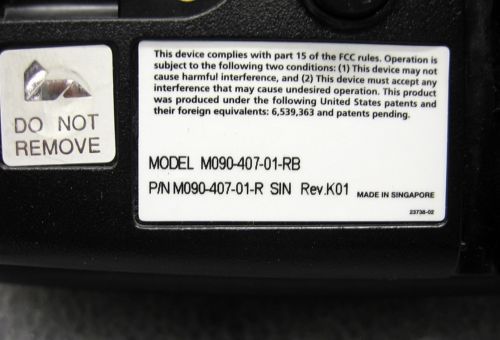 This device complies with part 15 of the FCC rules. Operation is
subject to the following two conditions: (1) This device may not
cause harmful interference, and (2) This device must accept any
interference that may cause undesired operation. This product
was produced under the following United States patents and
their foreign equivalents: 6,539,363 and patents pending.
DO NOT
REMOVE
MODEL M090-407-01-RB
P/N M090-407-01-R SIN Rev.K01 MADE IN SINGAPORE
23738-02